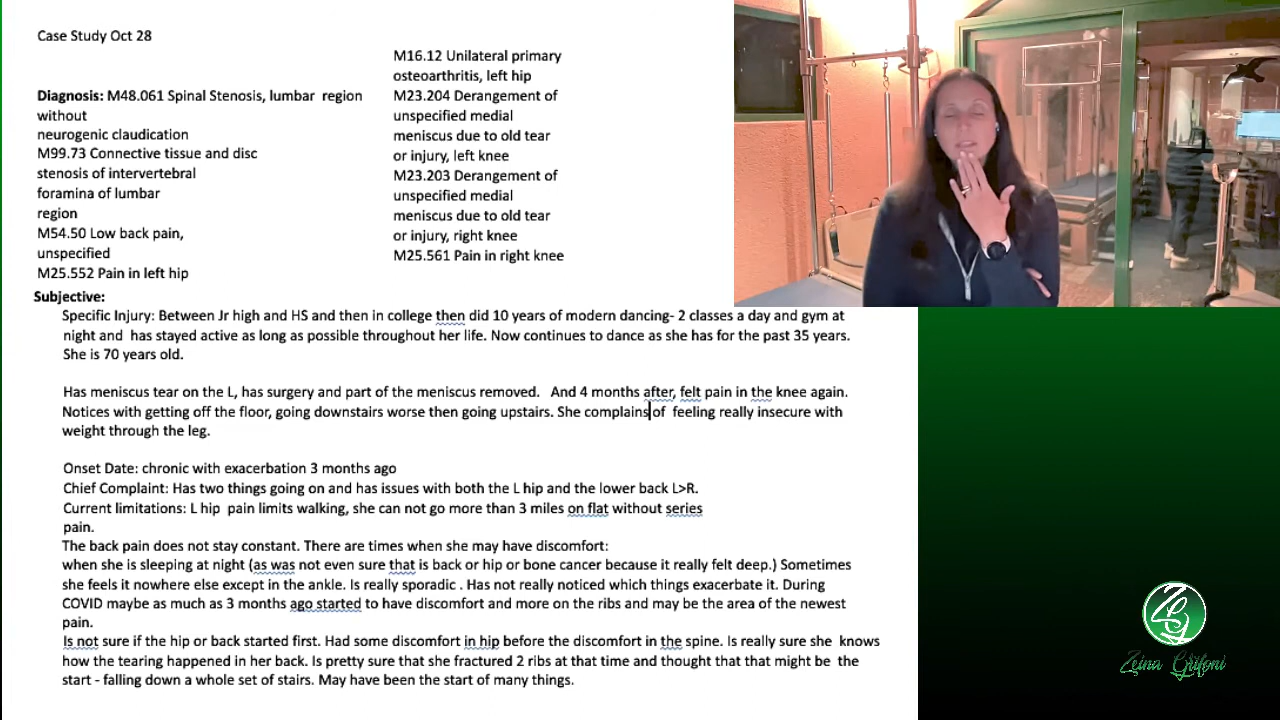 Case Study Oct 28
Diagnosis: M48.061 Spinal Stenosis, lumbar region
without
neurogenic claudication
M99.73 Connective tissue and disc
stenosis of intervertebral
foramina of lumbar
region
M54.50 Low back pain,
unspecified
M25.552 Pain in left hip
M16.12 Unilateral primary
osteoarthritis, left hip
M23.204 Derangement of
unspecified medial
meniscus due to old tear
or injury, left knee
M23.203 Derangement of
unspecified medial
meniscus due to old tear
or injury, right knee
M25.561 Pain in right knee
Subjective:
Specific Injury: Between Jr high and HS and then in college then did 10 years of modern dancing- 2 classes a day and gym at
night and has stayed active as long as possible throughout her life. Now continues to dance as she has for the past 35 years.
She is 70 years old.
Has meniscus tear on the L, has surgery and part of the meniscus removed. And 4 months after, felt pain in the knee again.
Notices with getting off the floor, going downstairs worse then going upstairs. She complains of feeling really insecure with
weight through the leg.
Onset Date: chronic with exacerbation 3 months ago
Chief Complaint: Has two things going on and has issues with both the L hip and the lower back L>R.
Current limitations: L hip pain limits walking, she can not go more than 3 miles on flat without series
pain.
The back pain does not stay constant. There are times when she may have discomfort:
when she is sleeping at night (as was not even sure that is back or hip or bone cancer because it really felt deep.) Sometimes
she feels it nowhere else except in the ankle. Is really sporadic . Has not really noticed which things exacerbate it. During
COVID maybe as much as 3 months ago started to have discomfort and more on the ribs and may be the area of the newest
pain.
Is not sure if the hip or back started first. Had some discomfort in hip before the discomfort in the spine. Is really sure she knows
how the tearing happened in her back. Is pretty sure that she fractured 2 ribs at that time and thought that that might be the
start - falling down a whole set of stairs. May have been the start of many things.
ZG
Zeina Grifoni